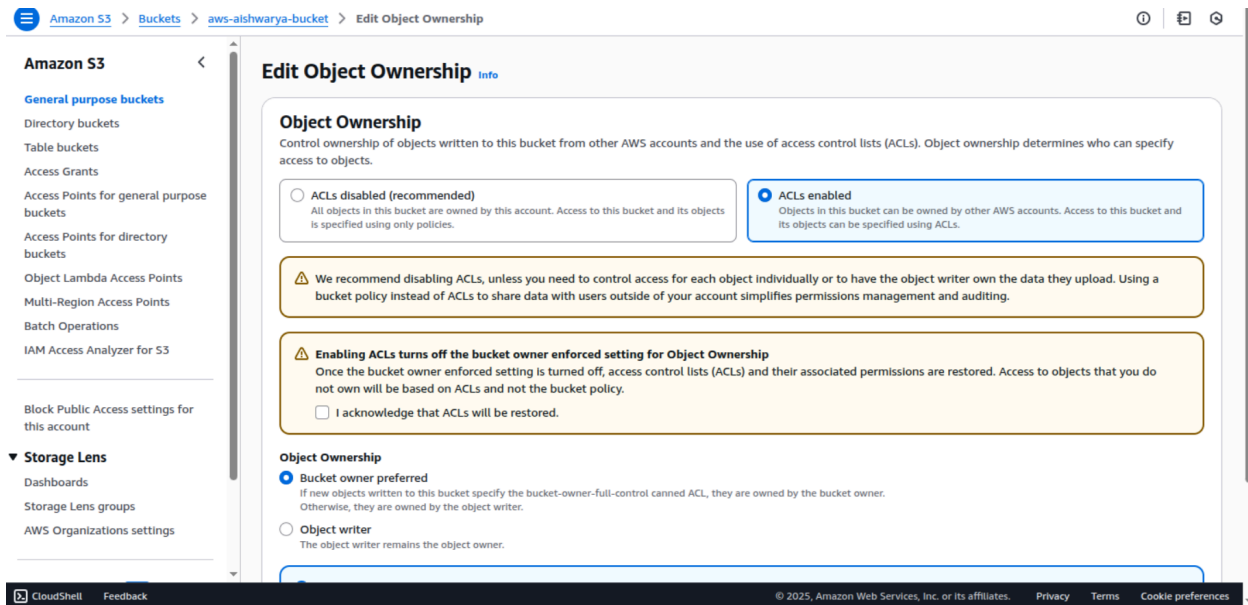 Amazon S3 > Buckets > aws-aishwarya-bucket > Edit Object Ownership
Amazon S3
General purpose buckets
Directory buckets
Table buckets
Access Grants
Access Points for general purpose
buckets
Access Points for directory
buckets
Object Lambda Access Points
Multi-Region Access Points
Batch Operations
IAM Access Analyzer for S3
Block Public Access settings for
this account
Storage Lens
Dashboards
Storage Lens groups
AWS Organizations settings
Edit Object Ownership Info
Object Ownership
Control ownership of objects written to this bucket from other AWS accounts and the use of access control lists (ACLs). Object ownership determines who can specify
access to objects.
ACLs disabled (recommended)
All objects in this bucket are owned by this account. Access to this bucket and its objects
is specified using only policies.
ACLs enabled
Objects in this bucket can be owned by other AWS accounts. Access to this bucket and
its objects can be specified using ACLs.
We recommend disabling ACLs, unless you need to control access for each object individually or to have the object writer own the data they upload. Using a
bucket policy instead of ACLs to share data with users outside of your account simplifies permissions management and auditing.
Enabling ACLs turns off the bucket owner enforced setting for Object Ownership
Once the bucket owner enforced setting is turned off, access control lists (ACLs) and their associated permissions are restored. Access to objects that you do
not own will be based on ACLs and not the bucket policy.
I acknowledge that ACLs will be restored.
Object Ownership
Bucket owner preferred
If new objects written to this bucket specify the bucket-owner-full-control canned ACL, they are owned by the bucket owner.
Otherwise, they are owned by the object writer.
Object writer
The object writer remains the object owner.
CloudShell Feedback © 2025, Amazon Web Services, Inc. or its affiliates. Privacy Terms Cookie preferences